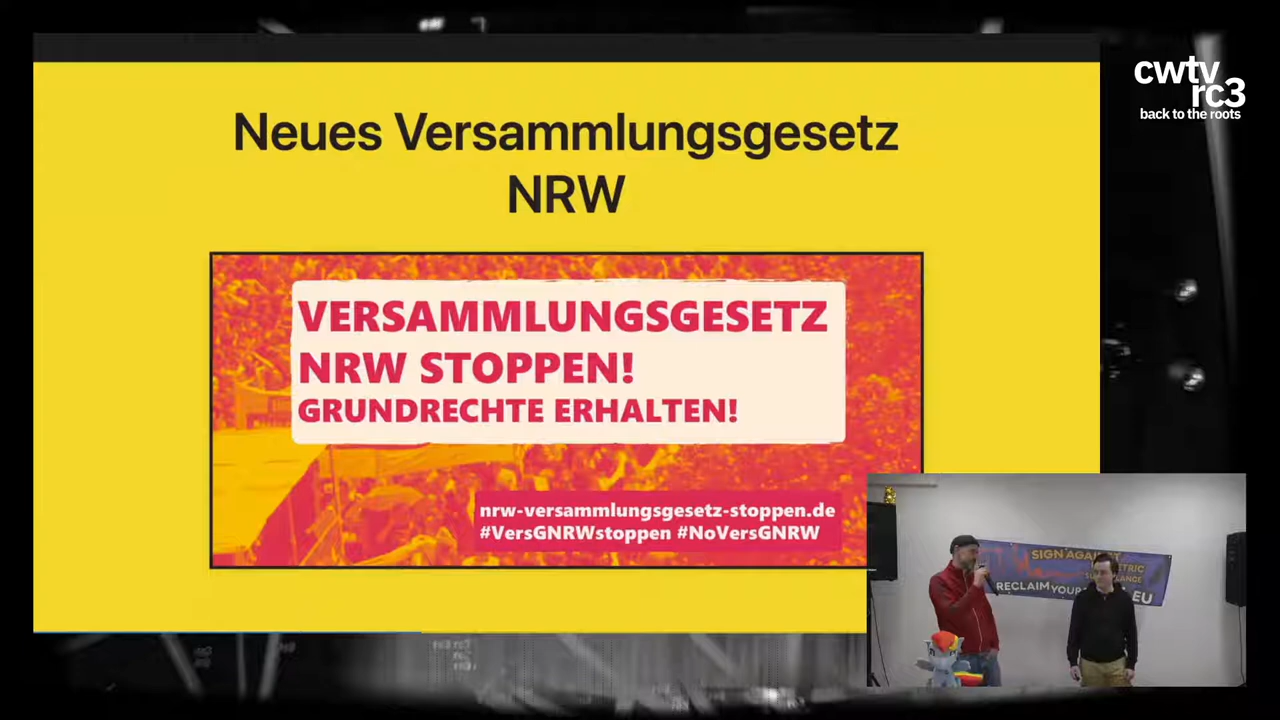 cwtv
rc3
back to the roots
Neues Versammlungsgesetz
NRW
VERSAMMLUNGSGESETZ
NRW STOPPEN!
GRUNDRECHTE ERHALTEN!
nrw-versammlungsgesetz-stoppen.de
#VersGNRWstoppen #NoVersGNRW
SIGN AGAINST
RECLAIM YOUR
.EU